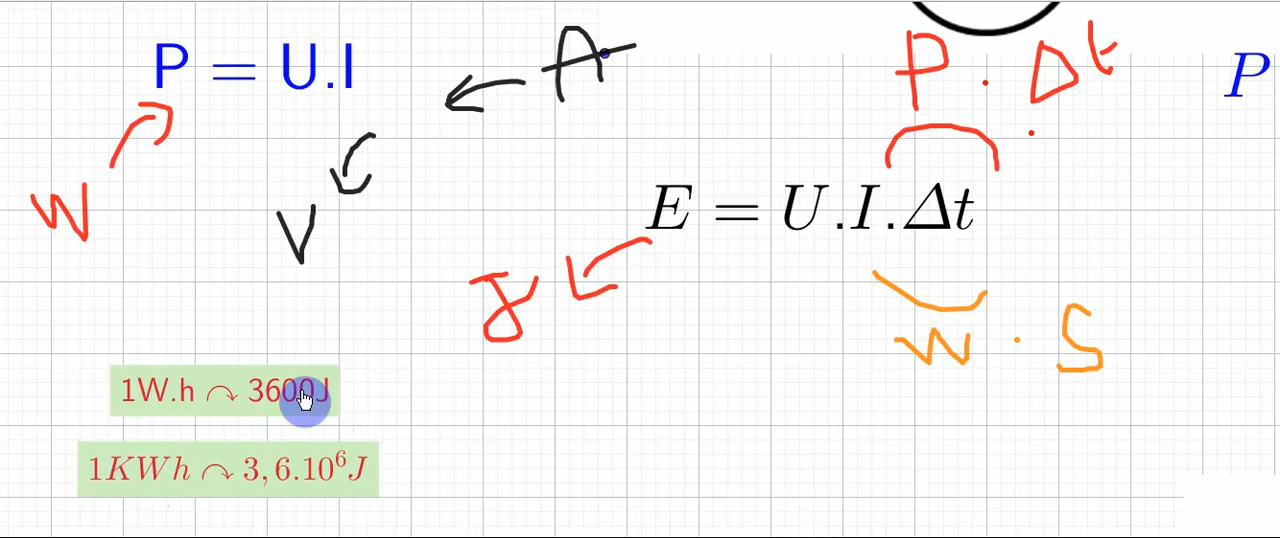 P = U.I
A
P . Δt
P
W
V
E = U.I.Δt
J
W . S
1W.h ↷ 3600J
1KWh ↷ 3,6.10⁶J